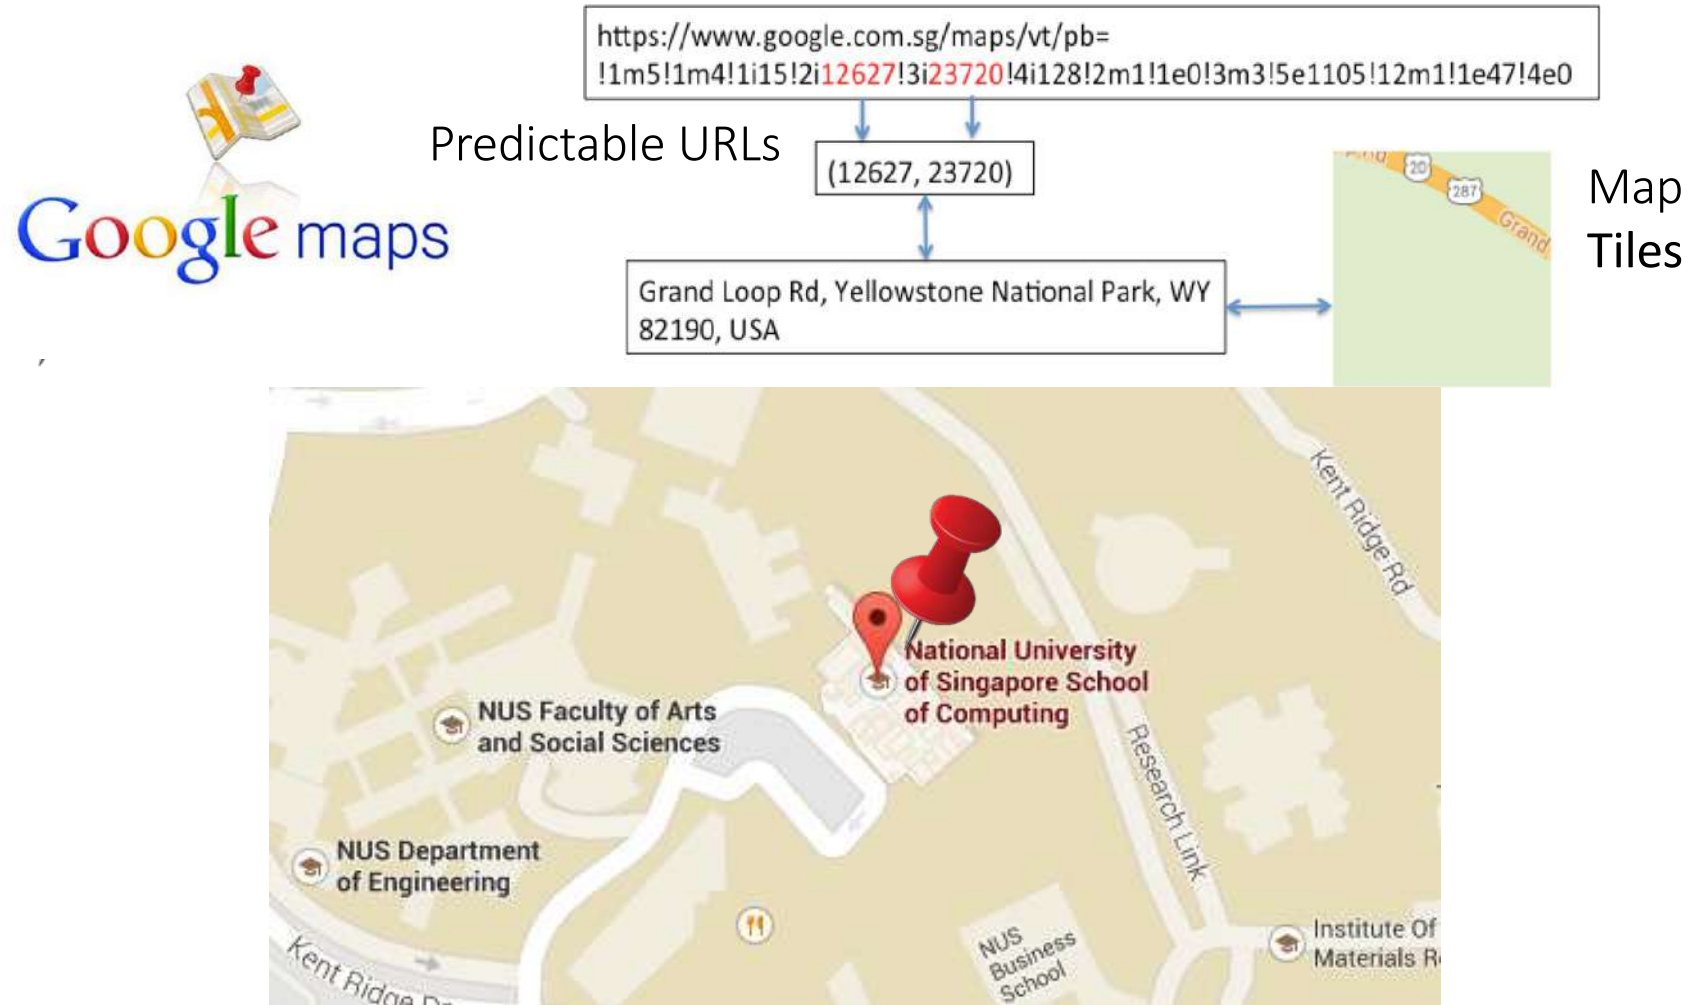 https://www.google.com.sg/maps/vt/pb=
!1m5!1m4!1i15!2i12627!3i23720!4i128!2m1!1e0!3m3!5e1105!12m1!1e47!4e0
Predictable URLs
(12627, 23720)
Google maps
20
287
Grand
Map
Tiles
Grand Loop Rd, Yellowstone National Park, WY
82190, USA
Kent Ridge Rd
National University
of Singapore School
of Computing
NUS Faculty of Arts
and Social Sciences
Research Link
NUS Department
of Engineering
NUS
Business
School
Institute Of
Materials R
Kent Ridge